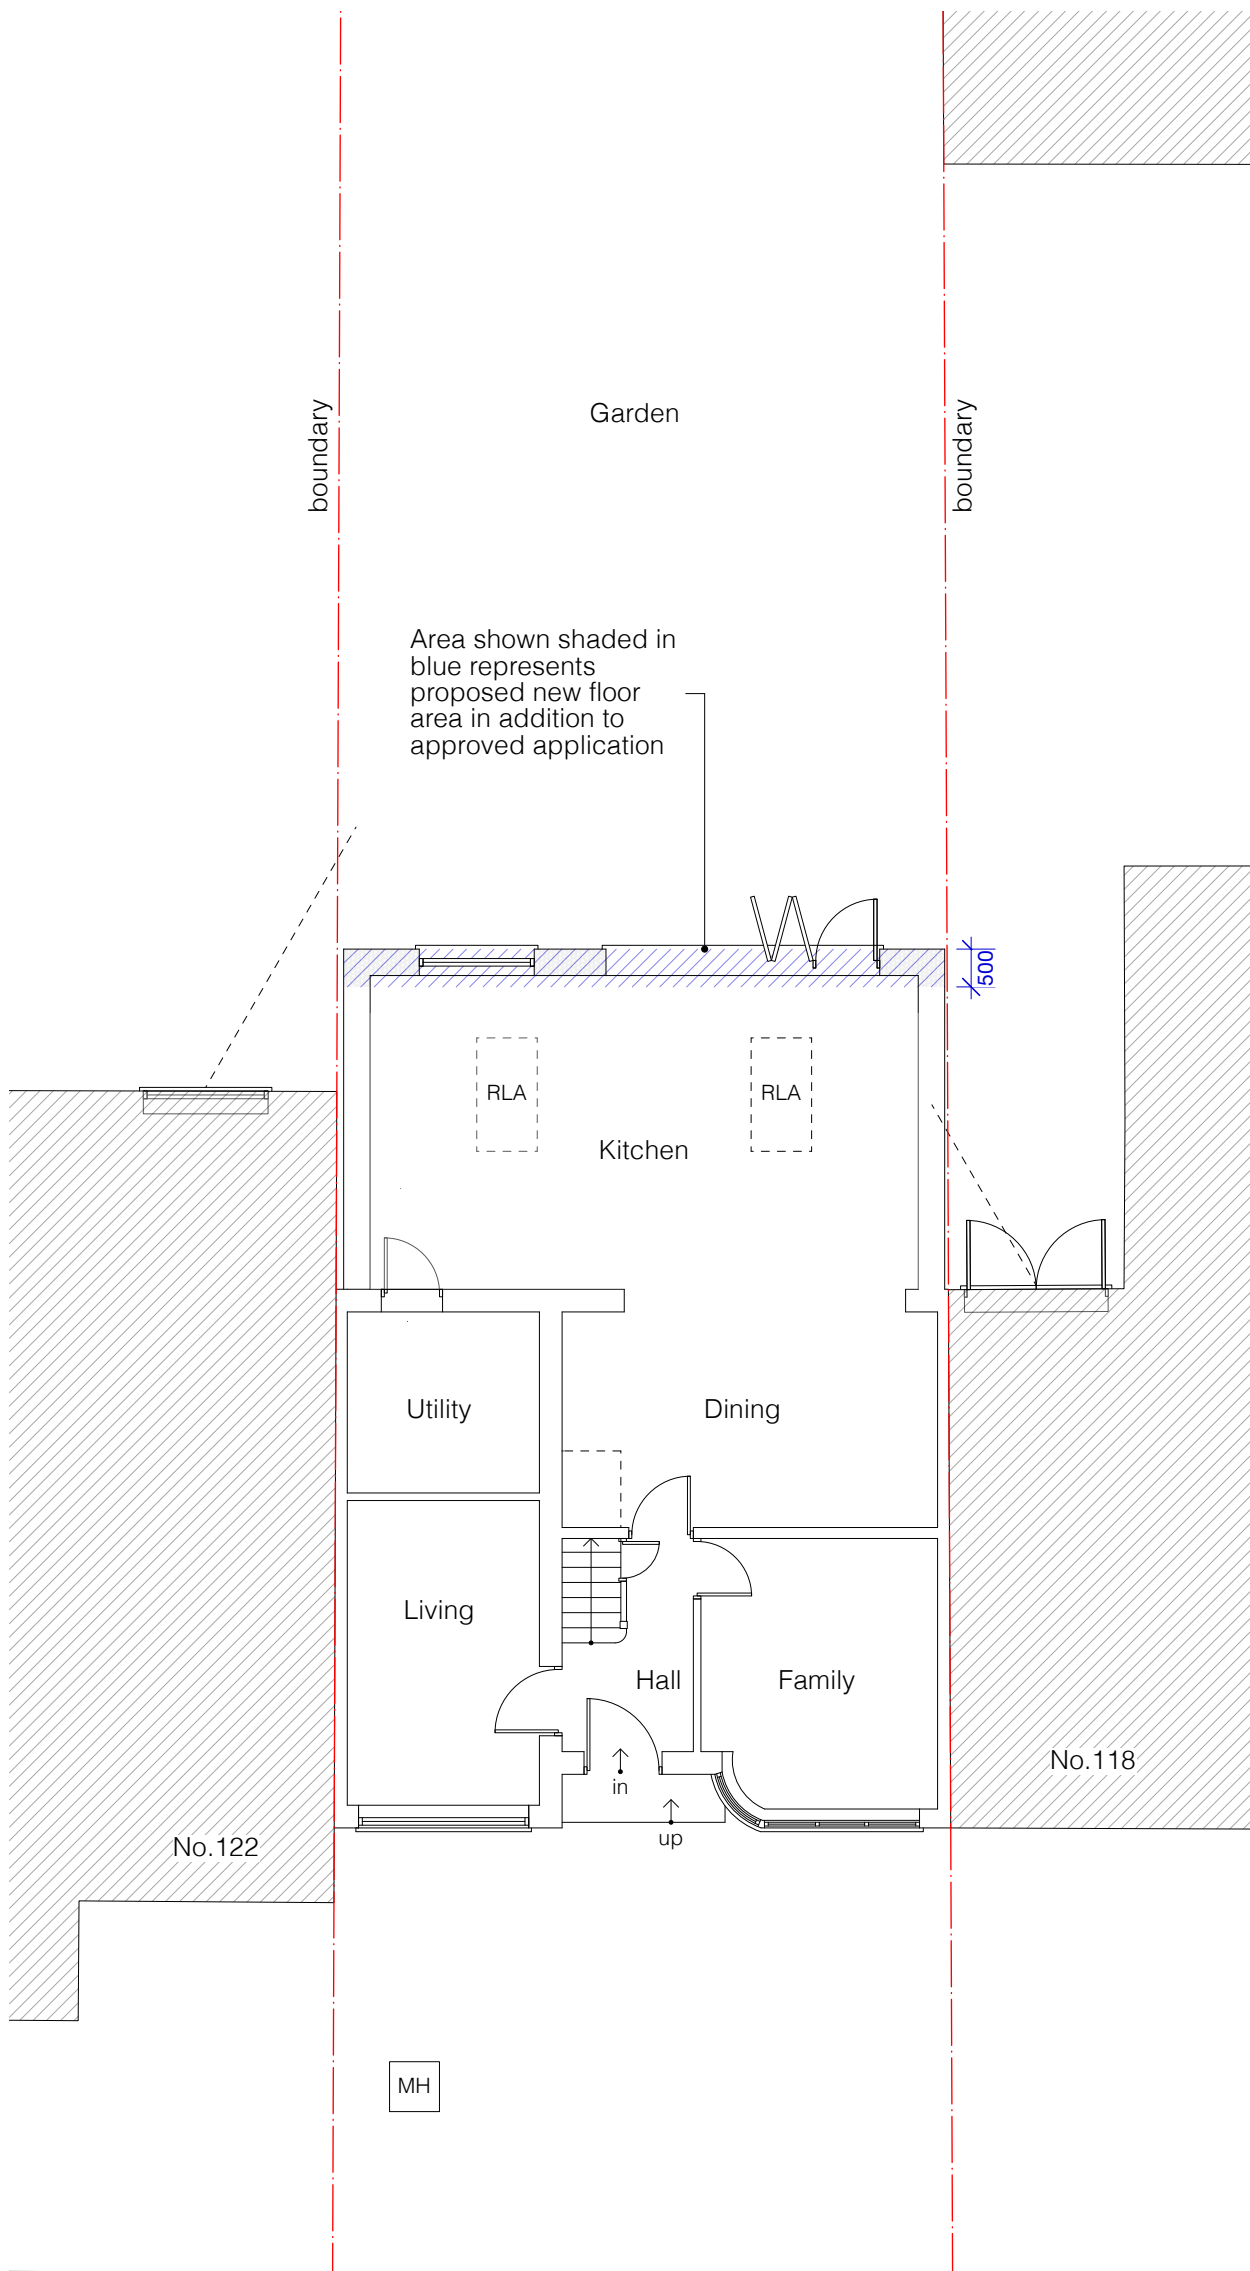 boundary
Garden
boundary
Area shown shaded in
blue represents
proposed new floor
area in addition to
approved application
500
RLA
RLA
Kitchen
Utility
Dining
Living
Hall
Family
in
up
No.118
No.122
MH